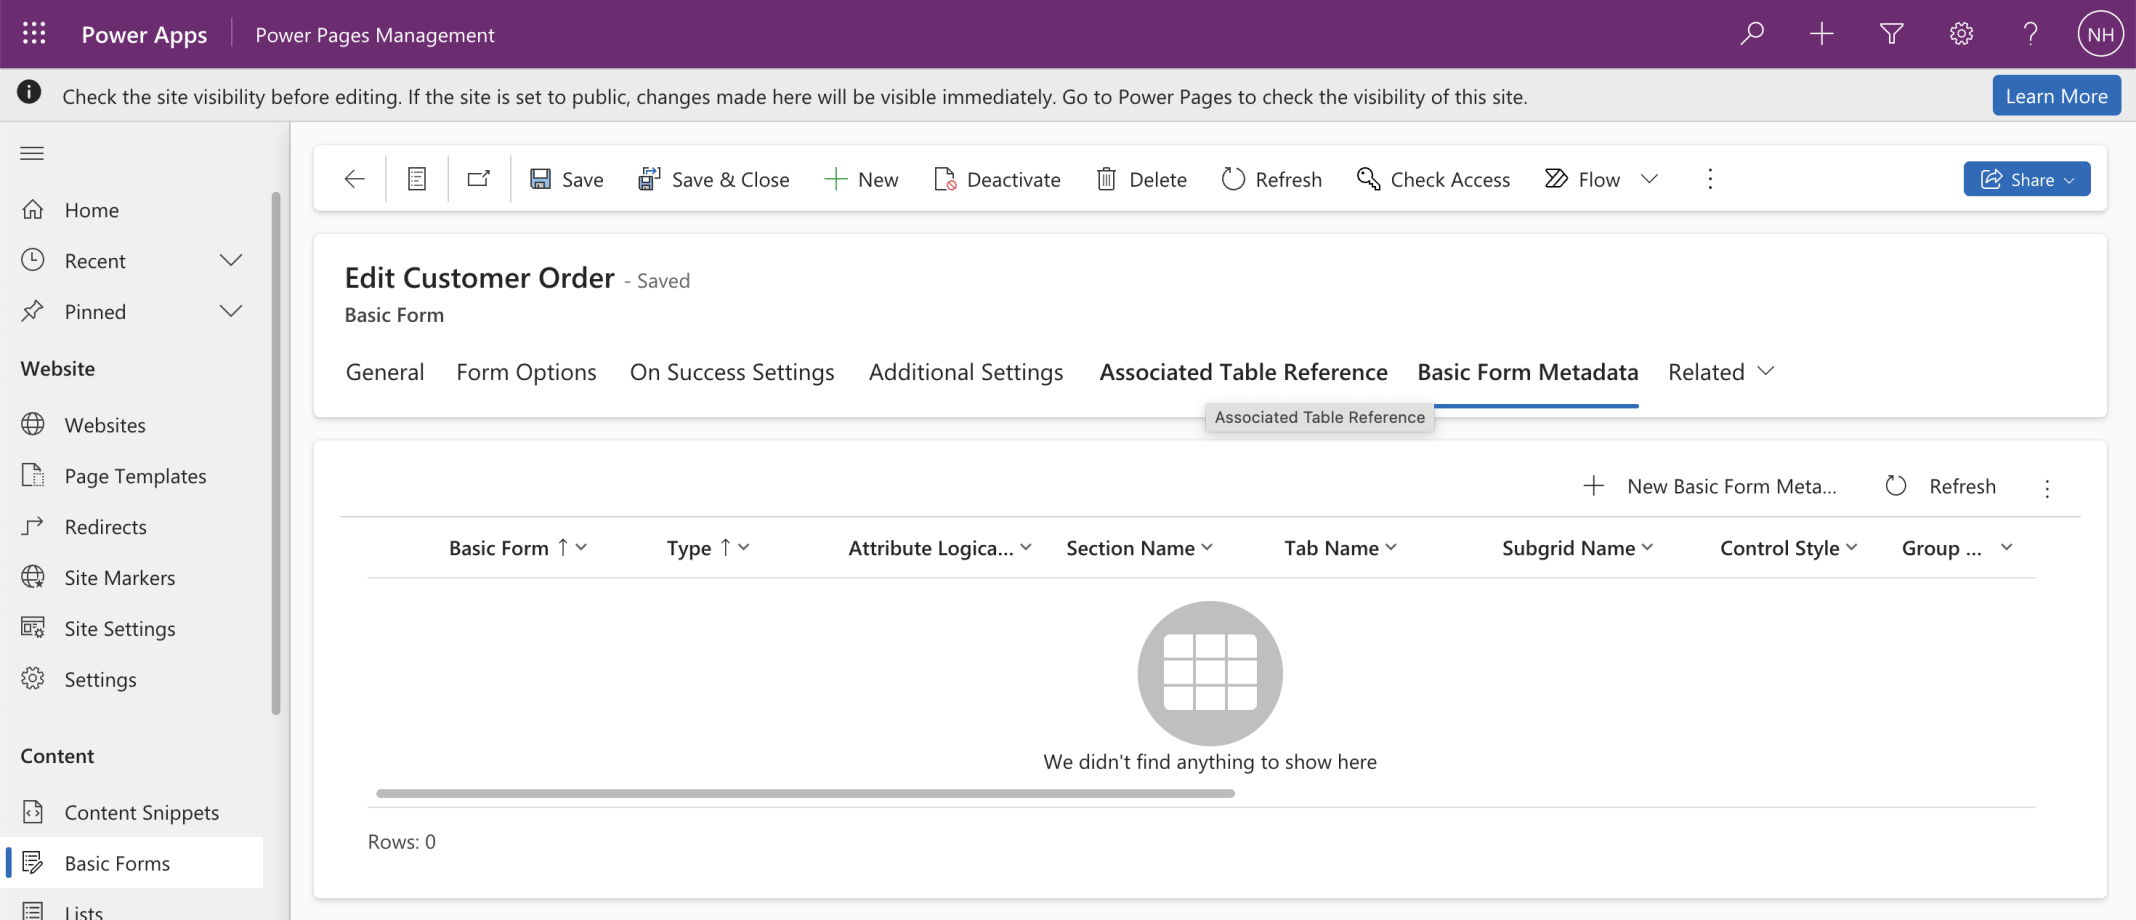 Power Apps
Power Pages Management
NH
Check the site visibility before editing. If the site is set to public, changes made here will be visible immediately. Go to Power Pages to check the visibility of this site.
Learn More
Home
Recent
Pinned
Website
Websites
Page Templates
Redirects
Site Markers
Site Settings
Settings
Content
Content Snippets
Basic Forms
Lists
Save
Save & Close
New
Deactivate
Delete
Refresh
Check Access
Flow
Share
Edit Customer Order - Saved
Basic Form
General
Form Options
On Success Settings
Additional Settings
Associated Table Reference
Basic Form Metadata
Related
Associated Table Reference
New Basic Form Meta...
Refresh
Basic Form
Type
Attribute Logica...
Section Name
Tab Name
Subgrid Name
Control Style
Group ...
We didn't find anything to show here
Rows: 0